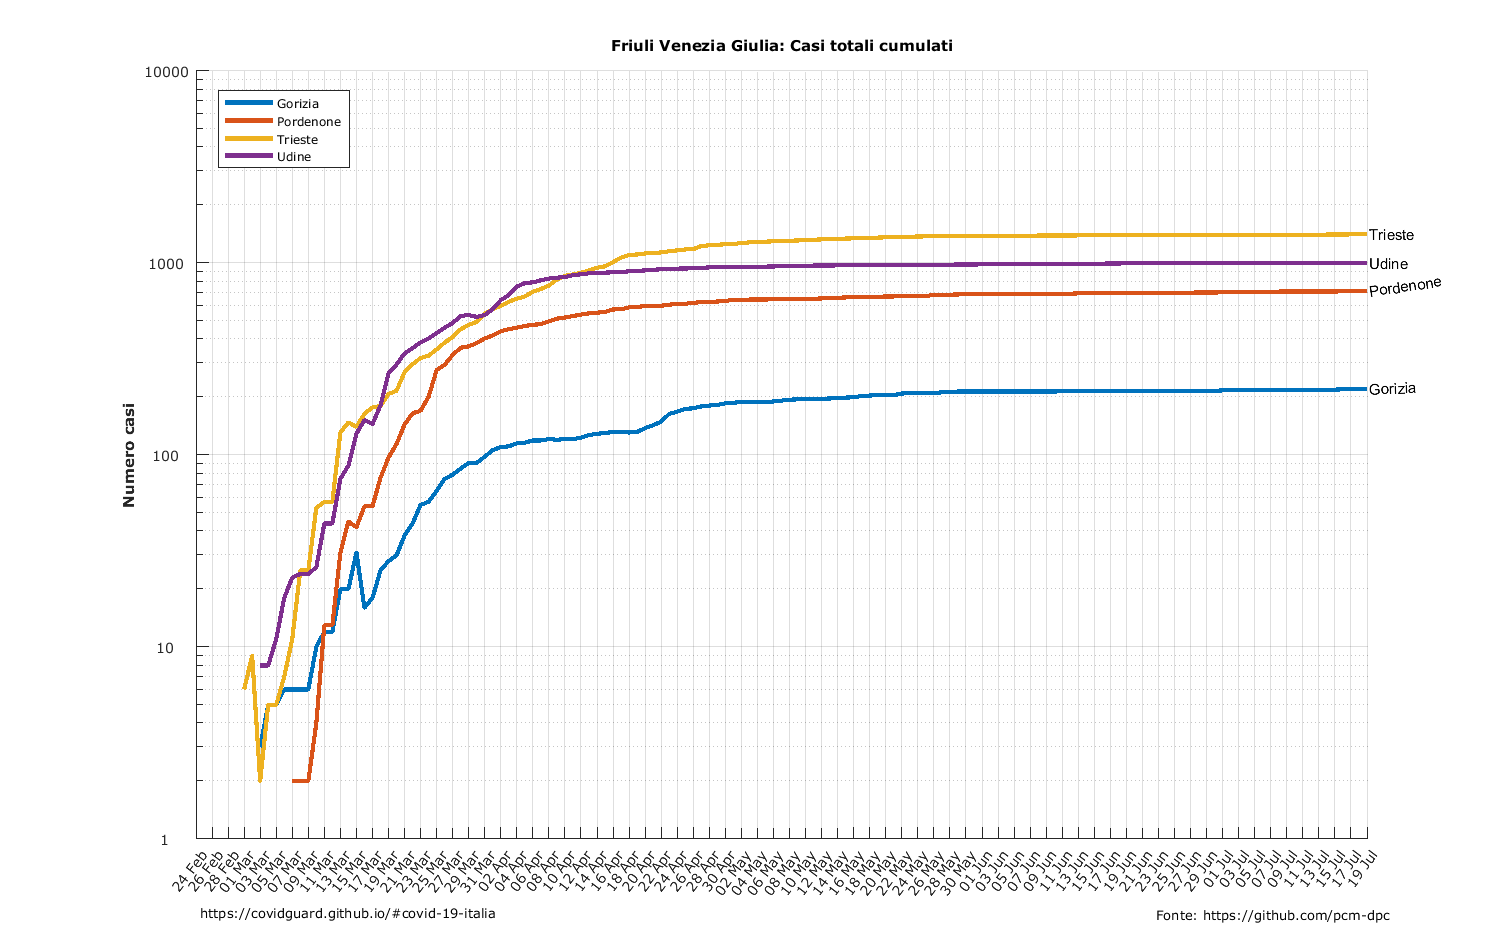 Friuli Venezia Giulia: Casi totali cumulati
10000
1000
100
10
1
Numero casi
Gorizia
Pordenone
Trieste
Udine
Trieste
Udine
Pordenone
Gorizia
24 Feb
26 Feb
28 Feb
01 Mar
03 Mar
05 Mar
07 Mar
09 Mar
11 Mar
13 Mar
15 Mar
17 Mar
19 Mar
21 Mar
23 Mar
25 Mar
27 Mar
29 Mar
31 Mar
02 Apr
04 Apr
06 Apr
08 Apr
10 Apr
12 Apr
14 Apr
16 Apr
18 Apr
20 Apr
22 Apr
24 Apr
26 Apr
28 Apr
30 Apr
02 May
04 May
06 May
08 May
10 May
12 May
14 May
16 May
18 May
20 May
22 May
24 May
26 May
28 May
30 May
01 Jun
03 Jun
05 Jun
07 Jun
09 Jun
11 Jun
13 Jun
15 Jun
17 Jun
19 Jun
21 Jun
23 Jun
25 Jun
27 Jun
29 Jun
01 Jul
03 Jul
05 Jul
07 Jul
09 Jul
11 Jul
13 Jul
15 Jul
17 Jul
19 Jul
https://covidguard.github.io/#covid-19-italia
Fonte: https://github.com/pcm-dpc